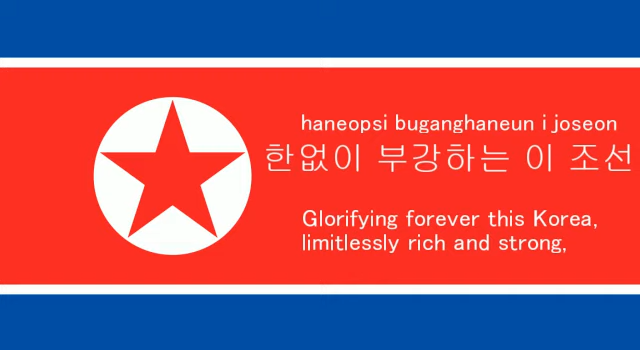 haneopsi buganghaneun i joseon
한없이 부강하는 이 조선
Glorifying forever this Korea,
limitlessly rich and strong,